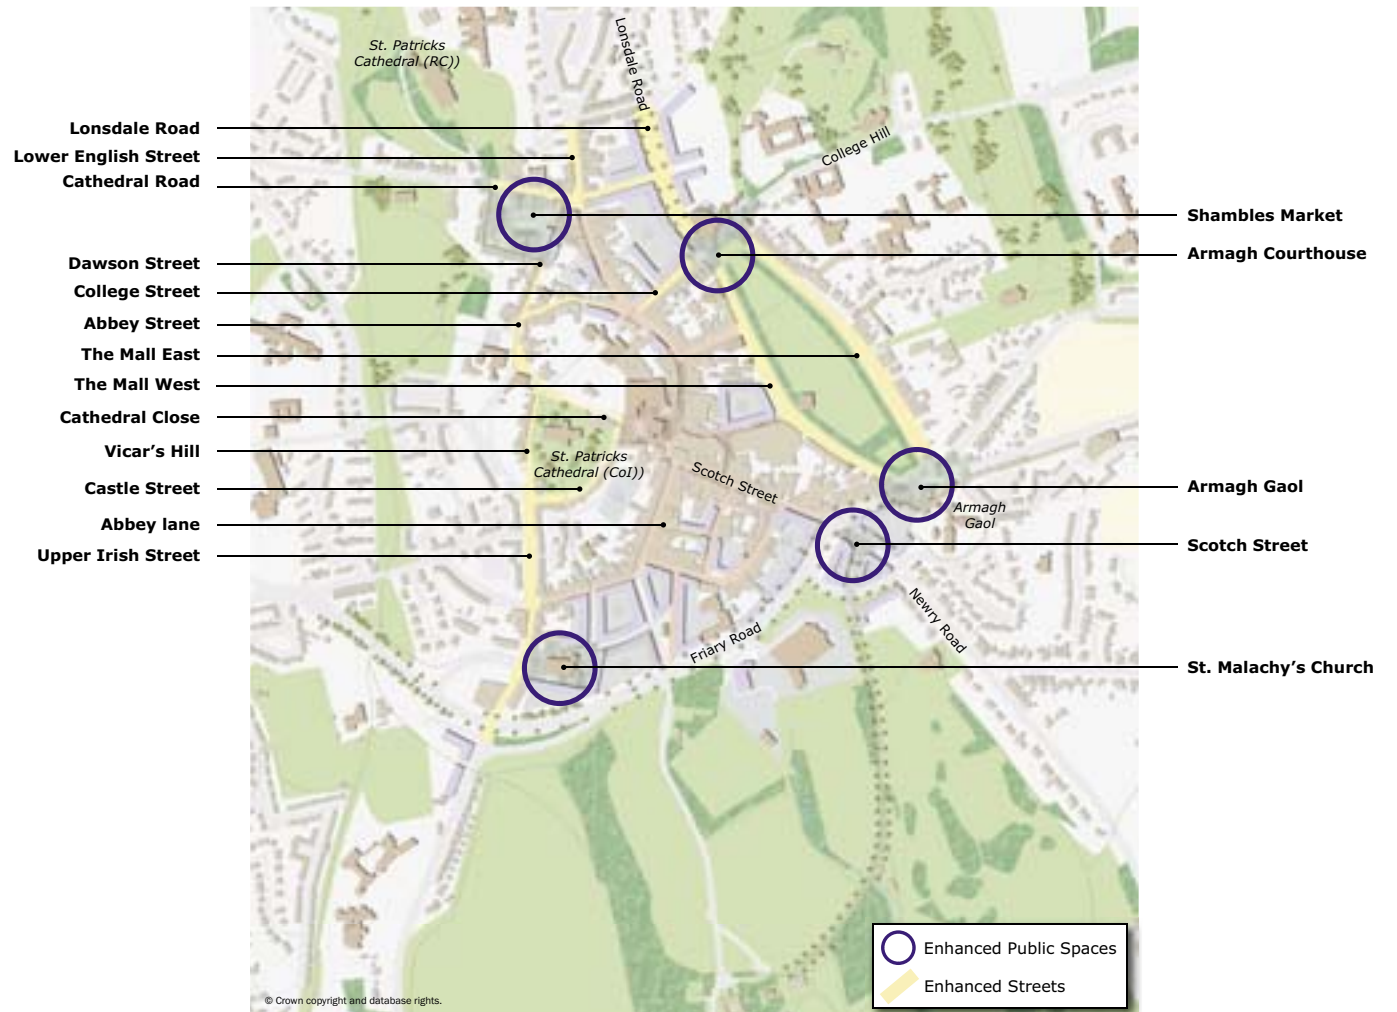 St. Patricks
Cathedral (RC))
Lonsdale Road
College Hill
Lonsdale Road
Lower English Street
Cathedral Road
Dawson Street
College Street
Abbey Street
The Mall East
The Mall West
Cathedral Close
Vicar's Hill
Castle Street
Abbey lane
Upper Irish Street
Shambles Market
Armagh Courthouse
Armagh Gaol
Scotch Street
St. Malachy's Church
St. Patricks
Cathedral (CoI))
Scotch Street
Armagh
Gaol
Newry Road
Friary Road
Enhanced Public Spaces
Enhanced Streets
© Crown copyright and database rights.